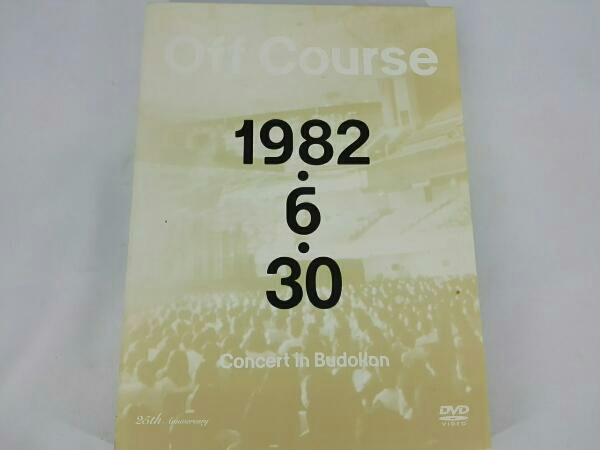 Off Course
1982
・
6
・
30
Concert in Budokan
25th Anniversary
DVD
VIDEO